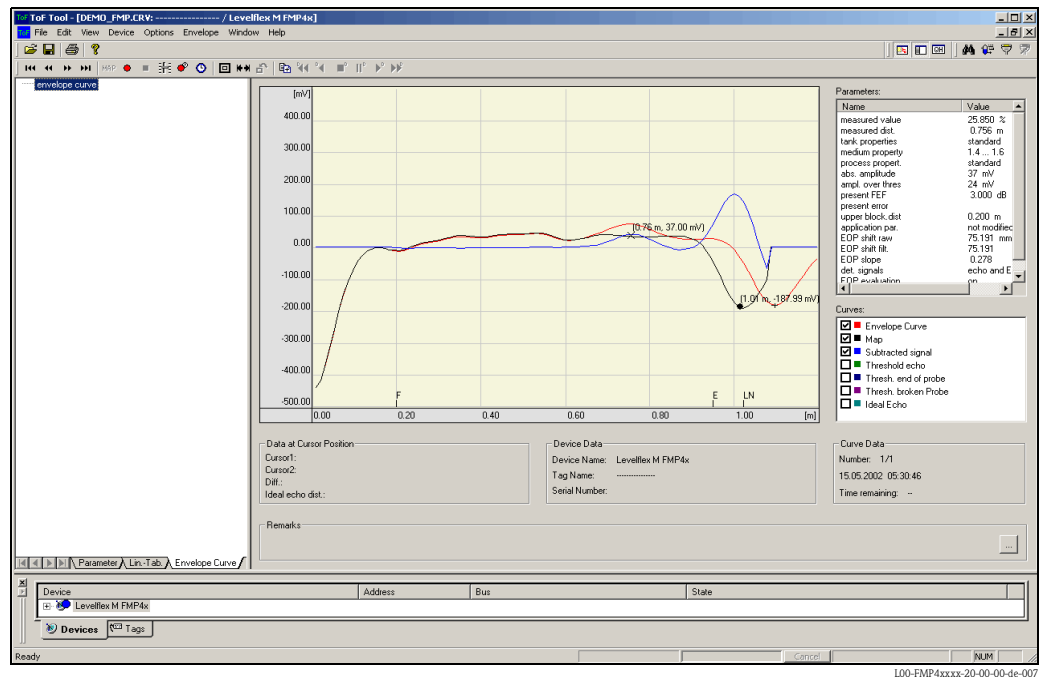 ToF Tool - [DEMO_FMP.CRV: ---------------- / Levelflex M FMP4x]
File Edit View Device Options Envelope Window Help
MAP
envelope curve
[mV]
400.00
300.00
200.00
100.00
0.00
-100.00
-200.00
-300.00
-400.00
-500.00
(0.76 m, 37.00 mV)
(1.01 m, -187.99 mV)
F E LN
0.00 0.20 0.40 0.60 0.80 1.00 [m]
Parameters:
Name Value
measured value 25.850 %
measured dist. 0.756 m
tank properties standard
medium property 1.4 ... 1.6
process propert. standard
abs. amplitude 37 mV
ampl. over thres 24 mV
present FEF 3.000 dB
present error
upper block.dist 0.200 m
application par. not modified
EOP shift raw 75.191 mm
EOP shift filt. 75.191
EOP slope 0.278
det. signals echo and E
EOP evaluation on
Curves:
Envelope Curve
Map
Subtracted signal
Threshold echo
Thresh. end of probe
Thresh. broken Probe
Ideal Echo
Data at Cursor Position
Cursor1:
Cursor2:
Diff.:
Ideal echo dist.:
Device Data
Device Name: Levelflex M FMP4x
Tag Name: ----------------
Serial Number:
Curve Data
Number: 1/1
15.05.2002 05:30:46
Time remaining: --
Remarks
...
Parameter Lin.-Tab. Envelope Curve
Device Address Bus State
Levelflex M FMP4x
Devices Tags
Ready Cancel NUM
L00-FMP4xxxx-20-00-00-de-007